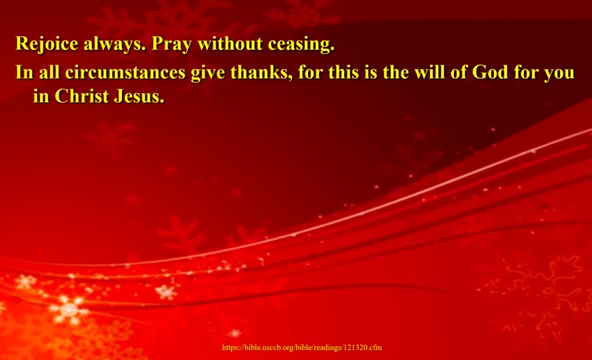 Rejoice always. Pray without ceasing.
In all circumstances give thanks, for this is the will of God for you
in Christ Jesus.
https://bible.usccb.org/bible/readings/121320.cfm